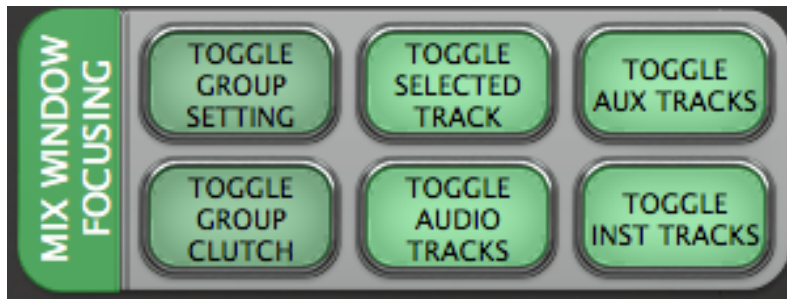 MIX WINDOW
FOCUSING
TOGGLE
GROUP
SETTING
TOGGLE
SELECTED
TRACK
TOGGLE
AUX TRACKS
TOGGLE
GROUP
CLUTCH
TOGGLE
AUDIO
TRACKS
TOGGLE
INST TRACKS